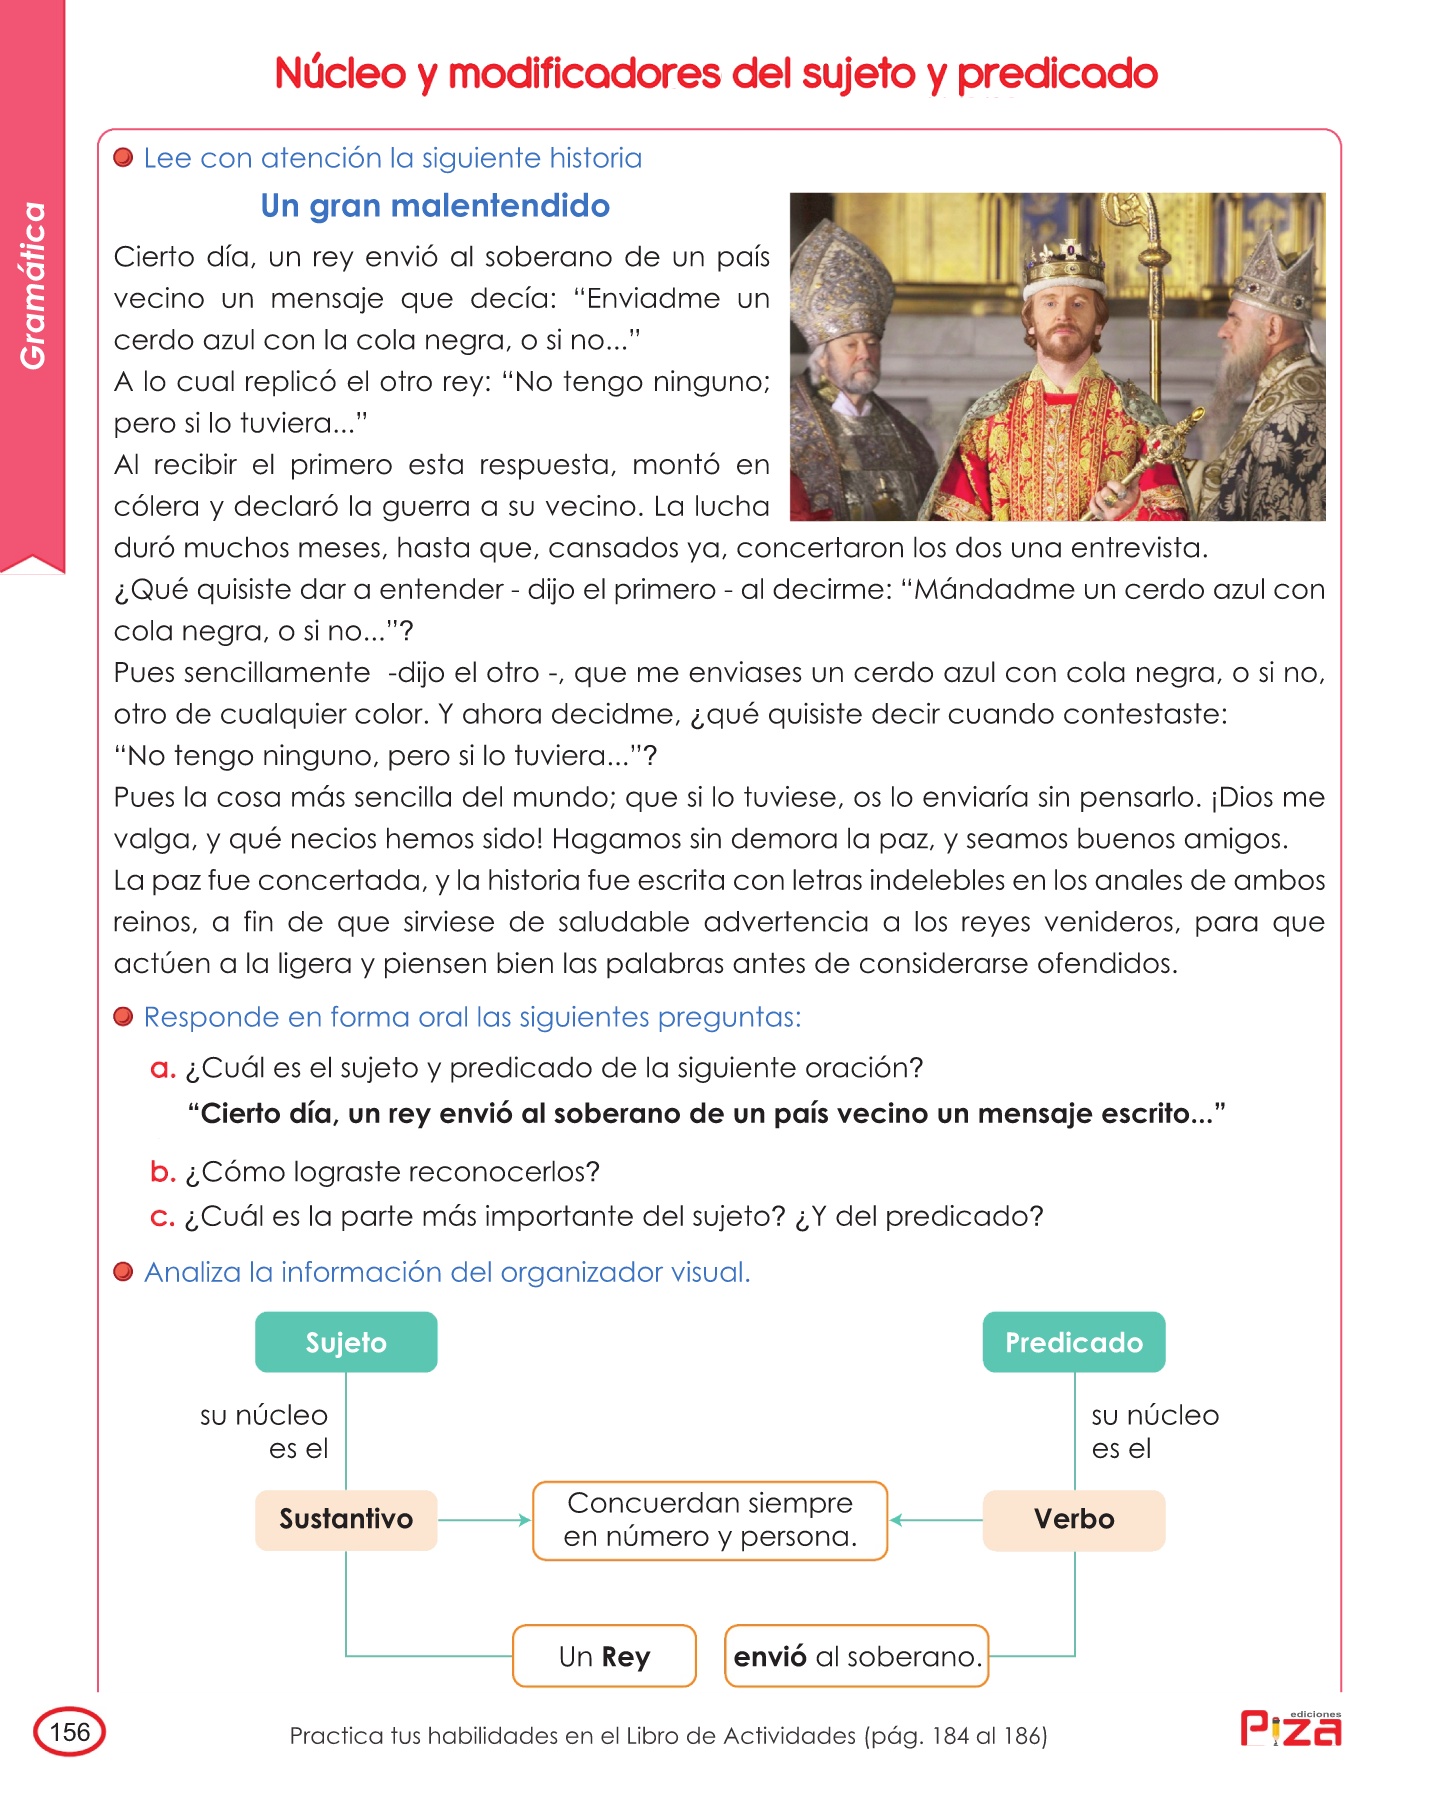 Núcleo y modificadores del sujeto y predicado
Gramática
Lee con atención la siguiente historia
Un gran malentendido
Cierto día, un rey envió al soberano de un país
vecino un mensaje que decía: “Enviadme un
cerdo azul con la cola negra, o si no...”
A lo cual replicó el otro rey: “No tengo ninguno;
pero si lo tuviera...”
Al recibir el primero esta respuesta, montó en
cólera y declaró la guerra a su vecino. La lucha
duró muchos meses, hasta que, cansados ya, concertaron los dos una entrevista.
¿Qué quisiste dar a entender - dijo el primero - al decirme: “Mándadme un cerdo azul con
cola negra, o si no...”?
Pues sencillamente -dijo el otro -, que me enviases un cerdo azul con cola negra, o si no,
otro de cualquier color. Y ahora decidme, ¿qué quisiste decir cuando contestaste:
“No tengo ninguno, pero si lo tuviera...”?
Pues la cosa más sencilla del mundo; que si lo tuviese, os lo enviaría sin pensarlo. ¡Dios me
valga, y qué necios hemos sido! Hagamos sin demora la paz, y seamos buenos amigos.
La paz fue concertada, y la historia fue escrita con letras indelebles en los anales de ambos
reinos, a fin de que sirviese de saludable advertencia a los reyes venideros, para que
actúen a la ligera y piensen bien las palabras antes de considerarse ofendidos.
Responde en forma oral las siguientes preguntas:
a. ¿Cuál es el sujeto y predicado de la siguiente oración?
“Cierto día, un rey envió al soberano de un país vecino un mensaje escrito...”
b. ¿Cómo lograste reconocerlos?
c. ¿Cuál es la parte más importante del sujeto? ¿Y del predicado?
Analiza la información del organizador visual.
Sujeto
Predicado
su núcleo
es el
su núcleo
es el
Sustantivo
Concuerdan siempre
en número y persona.
Verbo
Un Rey
envió al soberano.
156
Practica tus habilidades en el Libro de Actividades (pág. 184 al 186)
ediciones
Piza